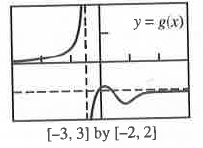 y = g(x)
[−3, 3] by [−2, 2]